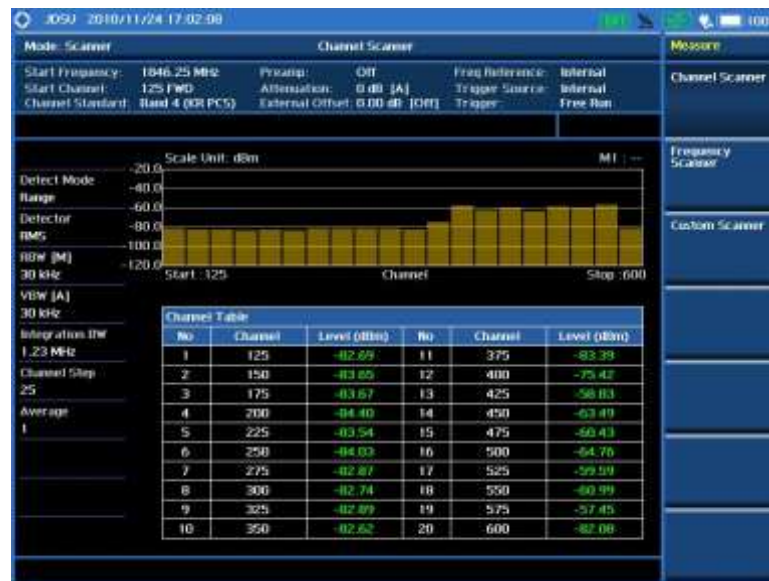 JDSU 2010/11/24 17:02:08
100
Mode: Scanner Channel Scanner Measure
Start Frequency: 1846.25 MHz Preamp: Off Freq Reference: Internal
Start Channel: 125 FWD Attenuation: 0 dB [A] Trigger Source: Internal
Channel Standard: Band 4 (KR PCS) External Offset: 0.00 dB [Off] Trigger: Free Run
Channel Scanner
Frequency Scanner
Custom Scanner
Scale Unit: dBm M1 : --
-20.0
-40.0
-60.0
-80.0
-100.0
-120.0
Start : 125 Channel Stop : 600
Detect Mode
Range
Detector
RMS
RBW [M]
30 kHz
VBW [A]
30 kHz
Integration BW
1.23 MHz
Channel Step
25
Average
1
Channel Table
No Channel Level (dBm) No Channel Level (dBm)
1 125 -82.69 11 375 -83.39
2 150 -83.65 12 400 -75.42
3 175 -83.67 13 425 -58.83
4 200 -84.40 14 450 -63.49
5 225 -83.54 15 475 -60.43
6 250 -84.03 16 500 -64.76
7 275 -82.87 17 525 -59.59
8 300 -82.74 18 550 -60.99
9 325 -82.89 19 575 -57.45
10 350 -82.62 20 600 -82.08